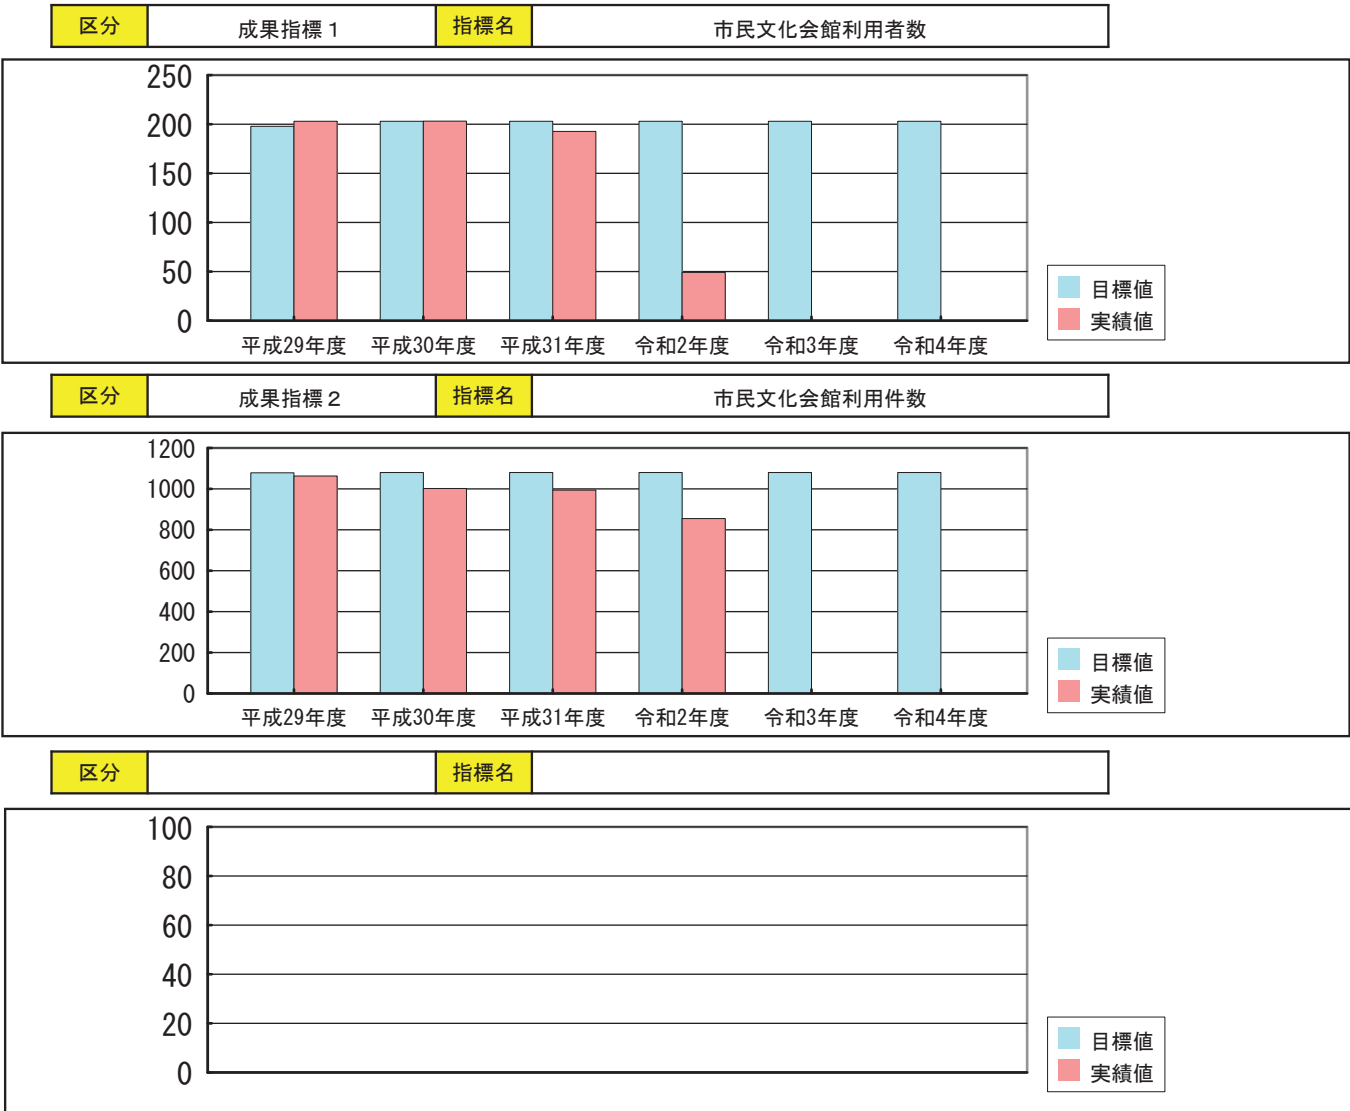 区分 成果指標1 指標名 市民文化会館利用者数
250
200
150
100
50
0
平成29年度 平成30年度 平成31年度 令和2年度 令和3年度 令和4年度
目標値
実績値
区分 成果指標2 指標名 市民文化会館利用件数
1200
1000
800
600
400
200
0
平成29年度 平成30年度 平成31年度 令和2年度 令和3年度 令和4年度
目標値
実績値
区分 指標名
100
80
60
40
20
0
目標値
実績値